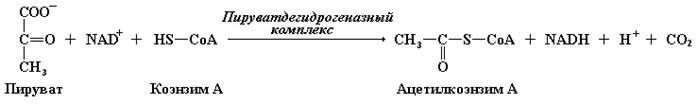 COO⁻
C=O + NAD⁺ + HS—CoA Пируватдегидрогеназный комплекс CH₃—C—S—CoA + NADH + H⁺ + CO₂
CH₃ O
Пируват Коэнзим А Ацетилкоэнзим А